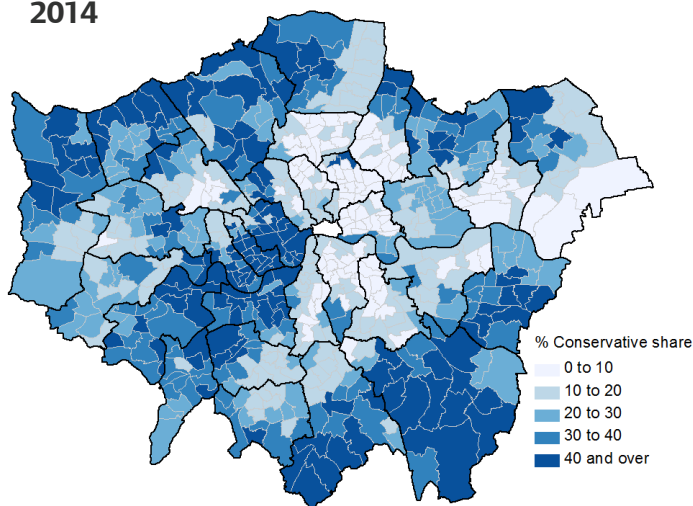 2014
% Conservative share
0 to 10
10 to 20
20 to 30
30 to 40
40 and over